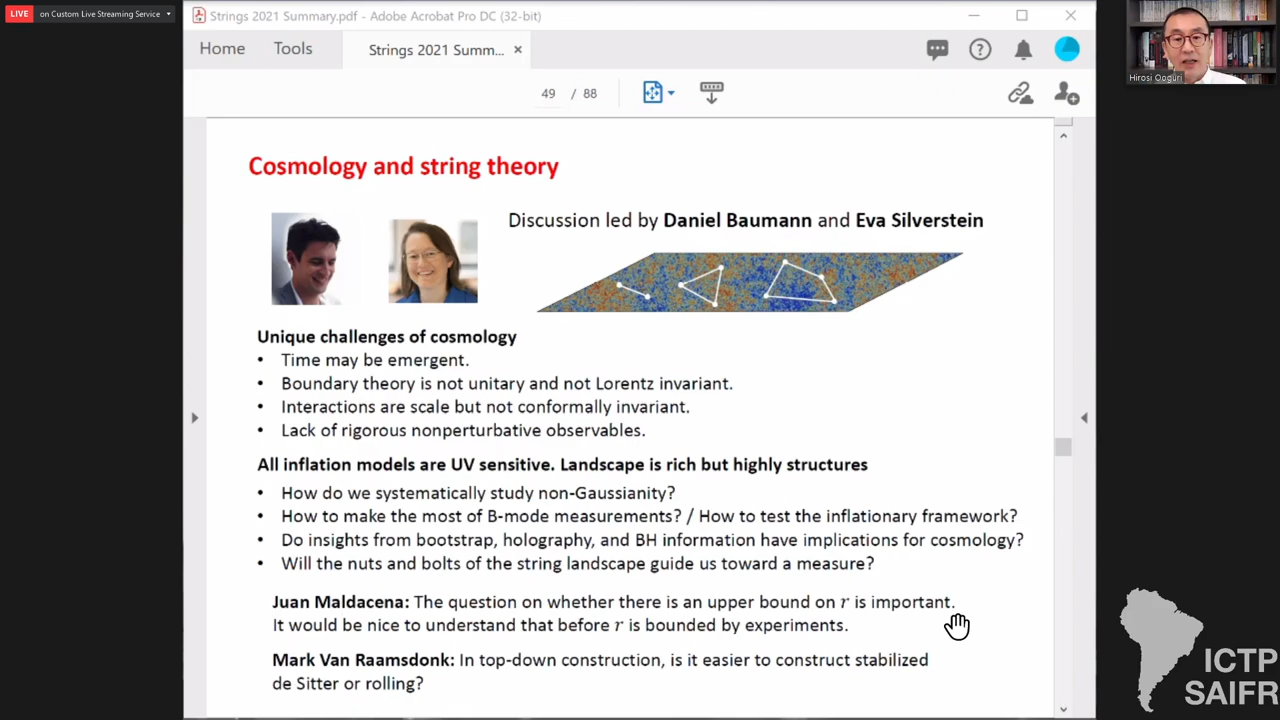 LIVE on Custom Live Streaming Service
Strings 2021 Summary.pdf - Adobe Acrobat Pro DC (32-bit)
Home Tools Strings 2021 Summ... ×
49 / 88
Hirosi Ooguri
Cosmology and string theory
Discussion led by Daniel Baumann and Eva Silverstein
Unique challenges of cosmology
• Time may be emergent.
• Boundary theory is not unitary and not Lorentz invariant.
• Interactions are scale but not conformally invariant.
• Lack of rigorous nonperturbative observables.
All inflation models are UV sensitive. Landscape is rich but highly structures
• How do we systematically study non-Gaussianity?
• How to make the most of B-mode measurements? / How to test the inflationary framework?
• Do insights from bootstrap, holography, and BH information have implications for cosmology?
• Will the nuts and bolts of the string landscape guide us toward a measure?
Juan Maldacena: The question on whether there is an upper bound on r is important.
It would be nice to understand that before r is bounded by experiments.
Mark Van Raamsdonk: In top-down construction, is it easier to construct stabilized
de Sitter or rolling?
ICTP
SAIFR